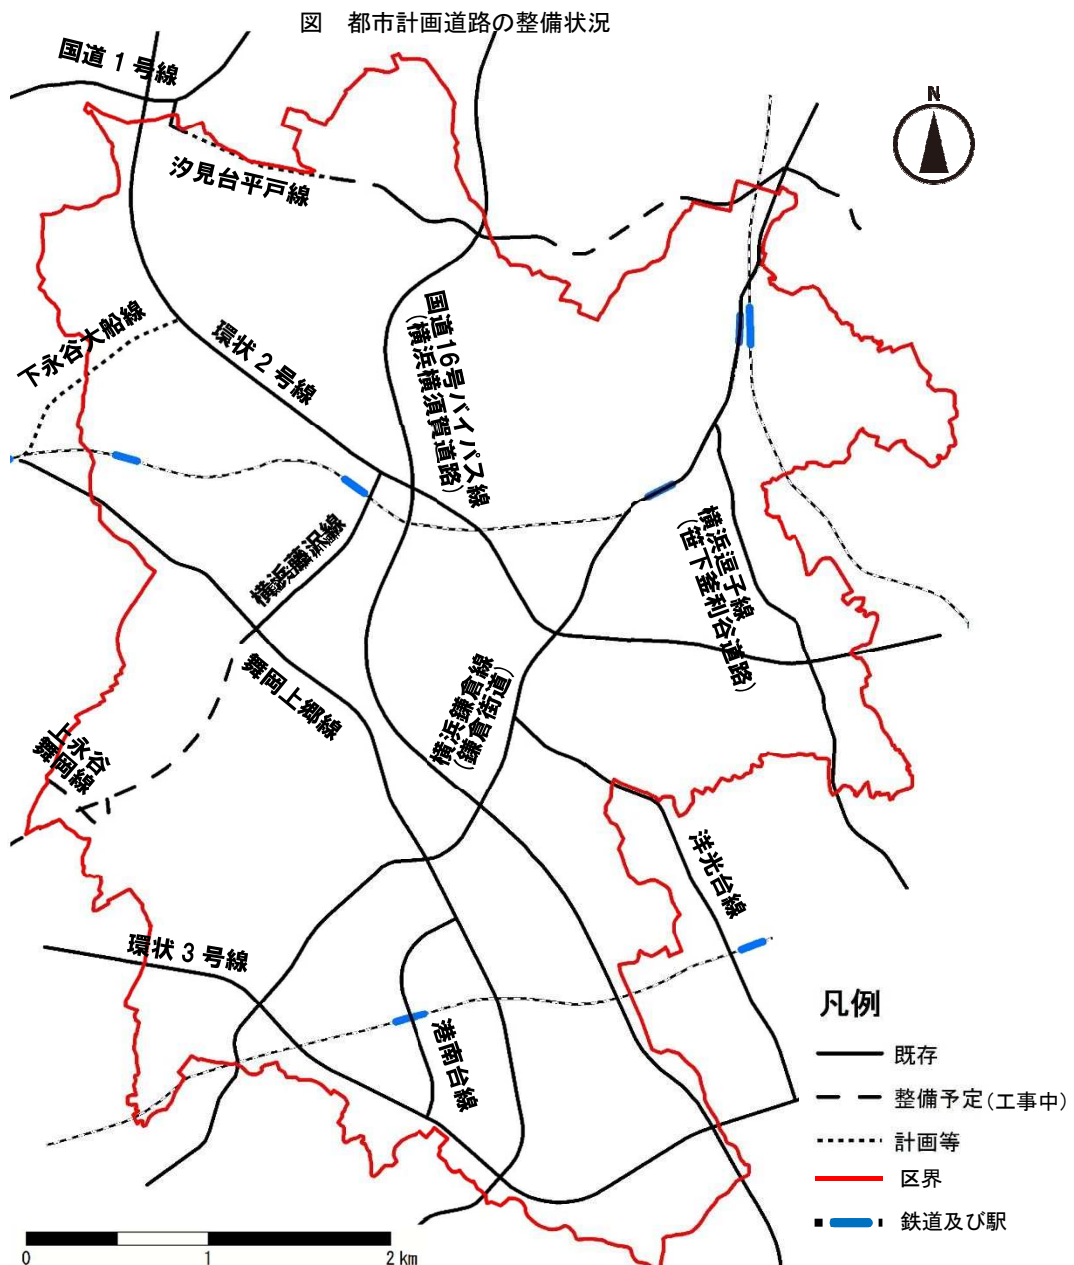 図　都市計画道路の整備状況
国道１号線
N
汐見台平戸線
下永谷大船線
環状２号線
国道16号バイパス線
(横浜横須賀道路)
横浜藤沢線
横浜逗子線
(笹下釜利谷道路)
舞岡上郷線
横浜鎌倉線
(鎌倉街道)
上永谷
舞岡線
洋光台線
環状３号線
港南台線
凡例
既存
整備予定(工事中)
計画等
区界
鉄道及び駅
0 1 2 km